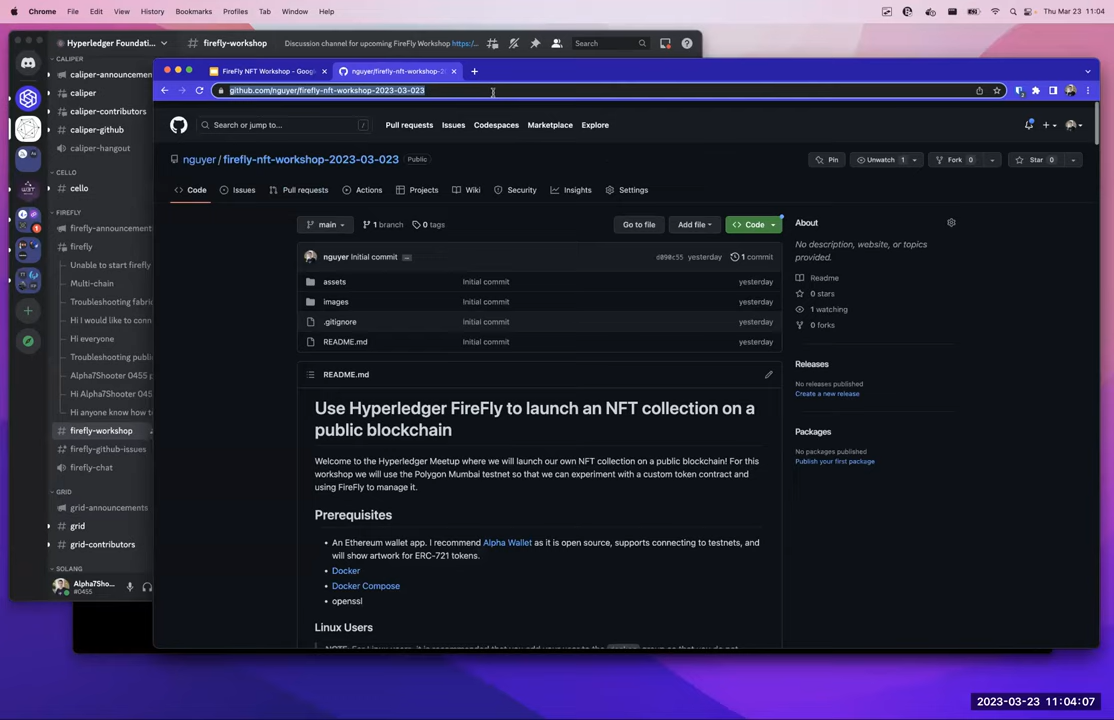 Chrome File Edit View History Bookmarks Profiles Tab Window Help Thu Mar 23 11:04
Hyperledger Foundati... # firefly-workshop Discussion channel for upcoming FireFly Workshop https:/... Search
FireFly NFT Workshop - Google nguyer/firefly-nft-workshop-20
github.com/nguyer/firefly-nft-workshop-2023-03-023
CALIPER
caliper-announcemen
caliper
caliper-contributors
caliper-github
caliper-hangout
CELLO
cello
FIREFLY
firefly-announcement
firefly
Unable to start firefly
Multi-chain
Troubleshooting fabric
Hi I would like to conn
Hi everyone
Troubleshooting public
Alpha7Shooter 0455 p
Hi Alpha7Shooter 045
Hi anyone know how t
firefly-workshop
firefly-github-issues
firefly-chat
GRID
grid-announcements
grid
grid-contributors
SOLANG
Alpha7Sho...
#0455
Search or jump to... / Pull requests Issues Codespaces Marketplace Explore
nguyer / firefly-nft-workshop-2023-03-023 Public Pin Unwatch 1 Fork 0 Star 0
Code Issues Pull requests Actions Projects Wiki Security Insights Settings
main 1 branch 0 tags Go to file Add file Code
nguyer Initial commit ... d090c55 yesterday 1 commit
assets Initial commit yesterday
images Initial commit yesterday
.gitignore Initial commit yesterday
README.md Initial commit yesterday
README.md
Use Hyperledger FireFly to launch an NFT collection on a
public blockchain
Welcome to the Hyperledger Meetup where we will launch our own NFT collection on a public blockchain! For this
workshop we will use the Polygon Mumbai testnet so that we can experiment with a custom token contract and
using FireFly to manage it.
Prerequisites
• An Ethereum wallet app. I recommend Alpha Wallet as it is open source, supports connecting to testnets, and
will show artwork for ERC-721 tokens.
• Docker
• Docker Compose
• openssl
Linux Users
About
No description, website, or topics
provided.
Readme
0 stars
1 watching
0 forks
Releases
No releases published
Create a new release
Packages
No packages published
Publish your first package
2023-03-23 11:04:07